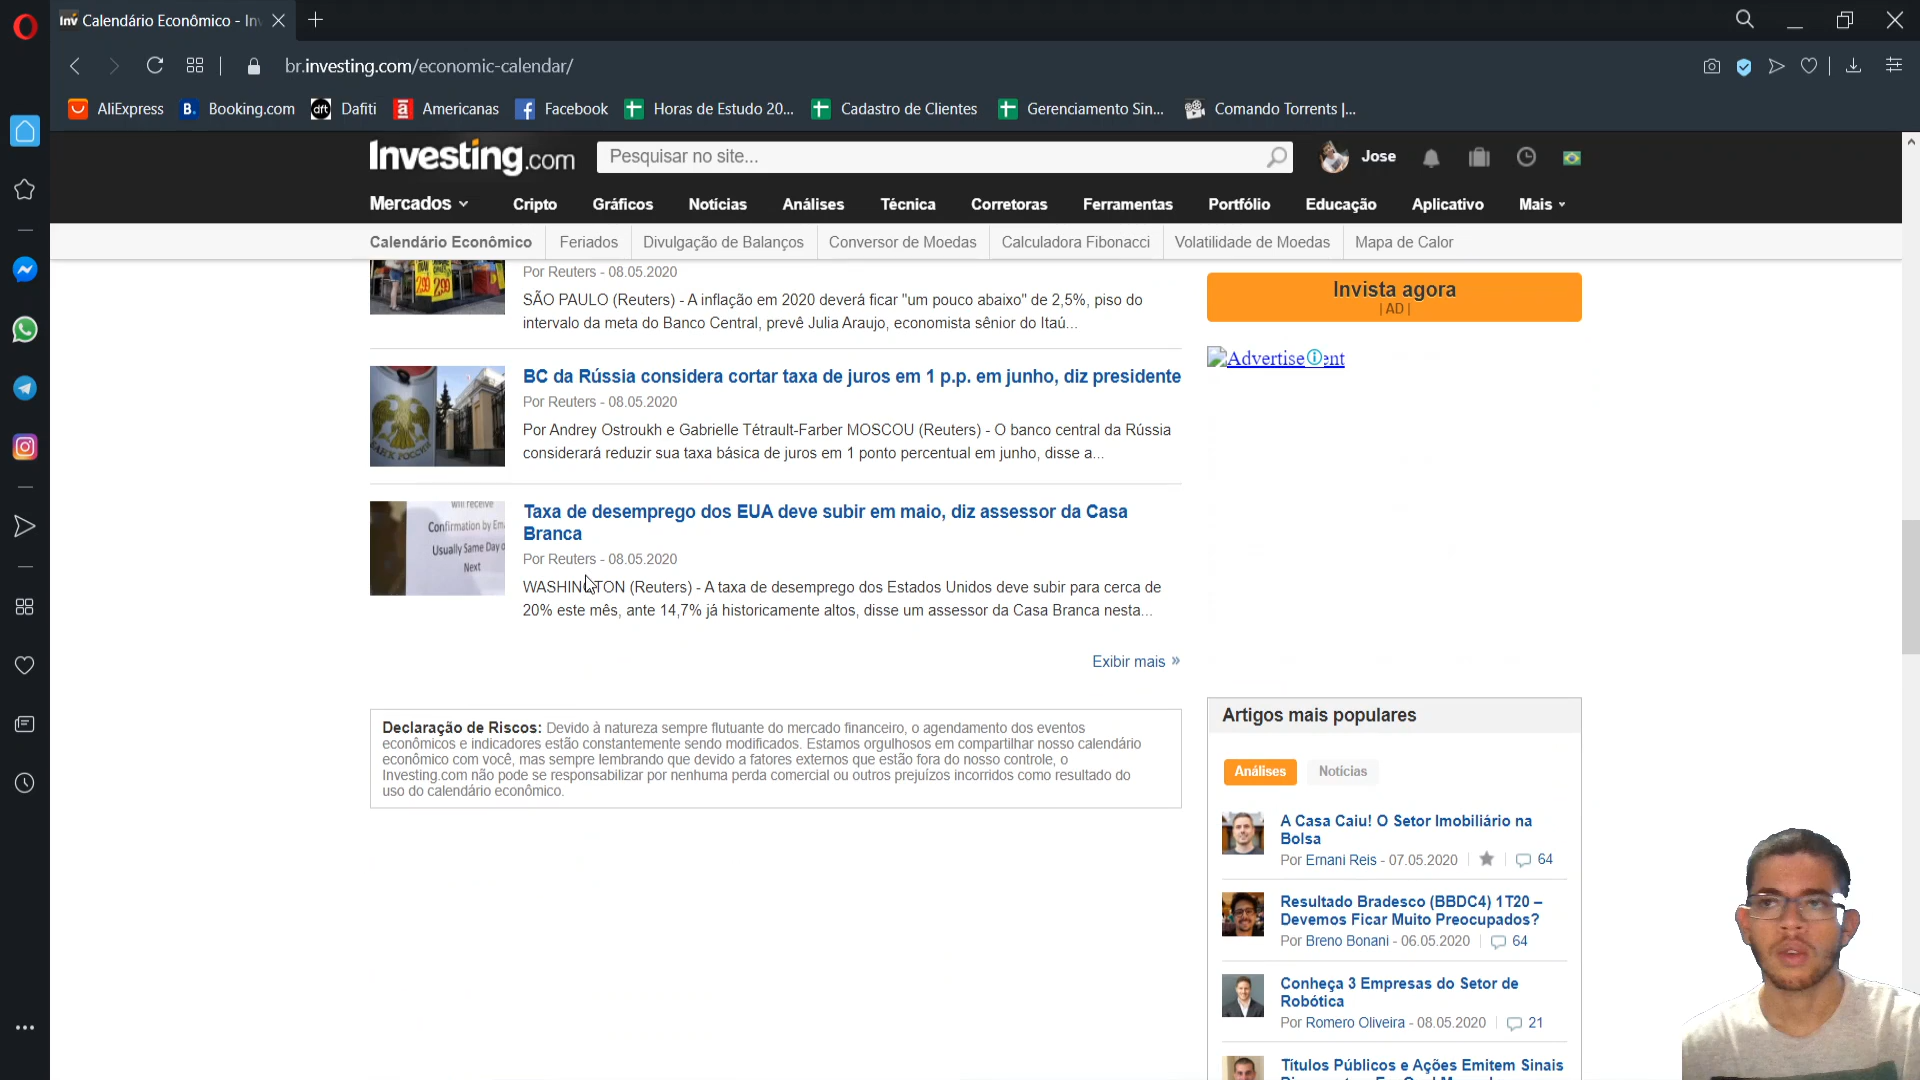 Calendário Econômico - In
br.investing.com/economic-calendar/
AliExpress
B. Booking.com
dft Dafiti
a Americanas
Facebook
Horas de Estudo 20...
Cadastro de Clientes
Gerenciamento Sin...
Comando Torrents |...
Investing.com
Pesquisar no site...
Jose
Mercados
Cripto
Gráficos
Notícias
Análises
Técnica
Corretoras
Ferramentas
Portfólio
Educação
Aplicativo
Mais
Calendário Econômico
Feriados
Divulgação de Balanços
Conversor de Moedas
Calculadora Fibonacci
Volatilidade de Moedas
Mapa de Calor
Por Reuters - 08.05.2020
SÃO PAULO (Reuters) - A inflação em 2020 deverá ficar "um pouco abaixo" de 2,5%, piso do
intervalo da meta do Banco Central, prevê Julia Araujo, economista sênior do Itaú...
BC da Rússia considera cortar taxa de juros em 1 p.p. em junho, diz presidente
Por Reuters - 08.05.2020
Por Andrey Ostroukh e Gabrielle Tétrault-Farber MOSCOU (Reuters) - O banco central da Rússia
considerará reduzir sua taxa básica de juros em 1 ponto percentual em junho, disse a...
will receive
Confirmation by Em
Usually Same Day o
Next
Taxa de desemprego dos EUA deve subir em maio, diz assessor da Casa
Branca
Por Reuters - 08.05.2020
WASHINGTON (Reuters) - A taxa de desemprego dos Estados Unidos deve subir para cerca de
20% este mês, ante 14,7% já historicamente altos, disse um assessor da Casa Branca nesta...
Exibir mais »
Declaração de Riscos: Devido à natureza sempre flutuante do mercado financeiro, o agendamento dos eventos
econômicos e indicadores estão constantemente sendo modificados. Estamos orgulhosos em compartilhar nosso calendário
econômico com você, mas sempre lembrando que devido a fatores externos que estão fora do nosso controle, o
Investing.com não pode se responsabilizar por nenhuma perda comercial ou outros prejuízos incorridos como resultado do
uso do calendário econômico.
Invista agora
| AD |
Advertisement
Artigos mais populares
Análises
Notícias
A Casa Caiu! O Setor Imobiliário na
Bolsa
Por Ernani Reis - 07.05.2020
64
Resultado Bradesco (BBDC4) 1T20 –
Devemos Ficar Muito Preocupados?
Por Breno Bonani - 06.05.2020
64
Conheça 3 Empresas do Setor de
Robótica
Por Romero Oliveira - 08.05.2020
21
Títulos Públicos e Ações Emitem Sinais